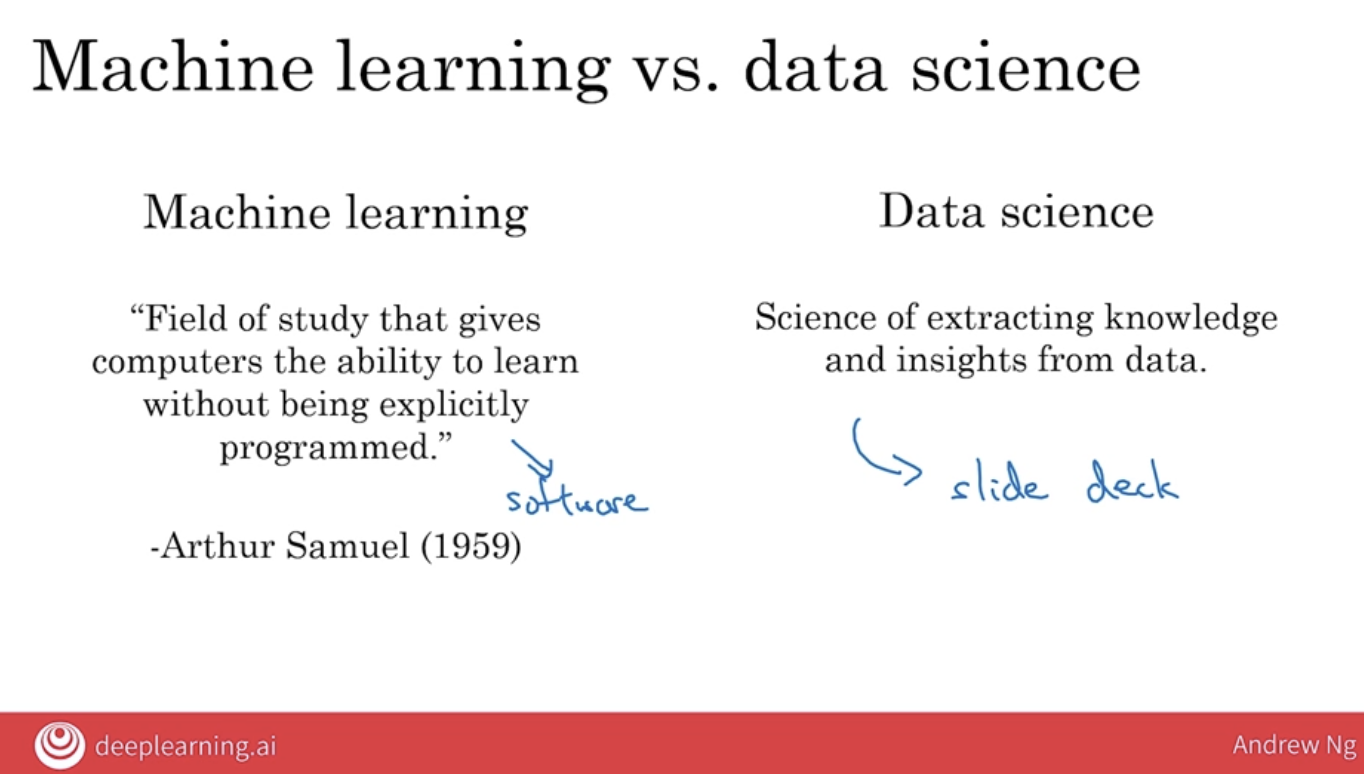 Machine learning vs. data science
Machine learning
“Field of study that gives
computers the ability to learn
without being explicitly
programmed.”
software
-Arthur Samuel (1959)
Data science
Science of extracting knowledge
and insights from data.
slide deck
deeplearning.ai
Andrew Ng